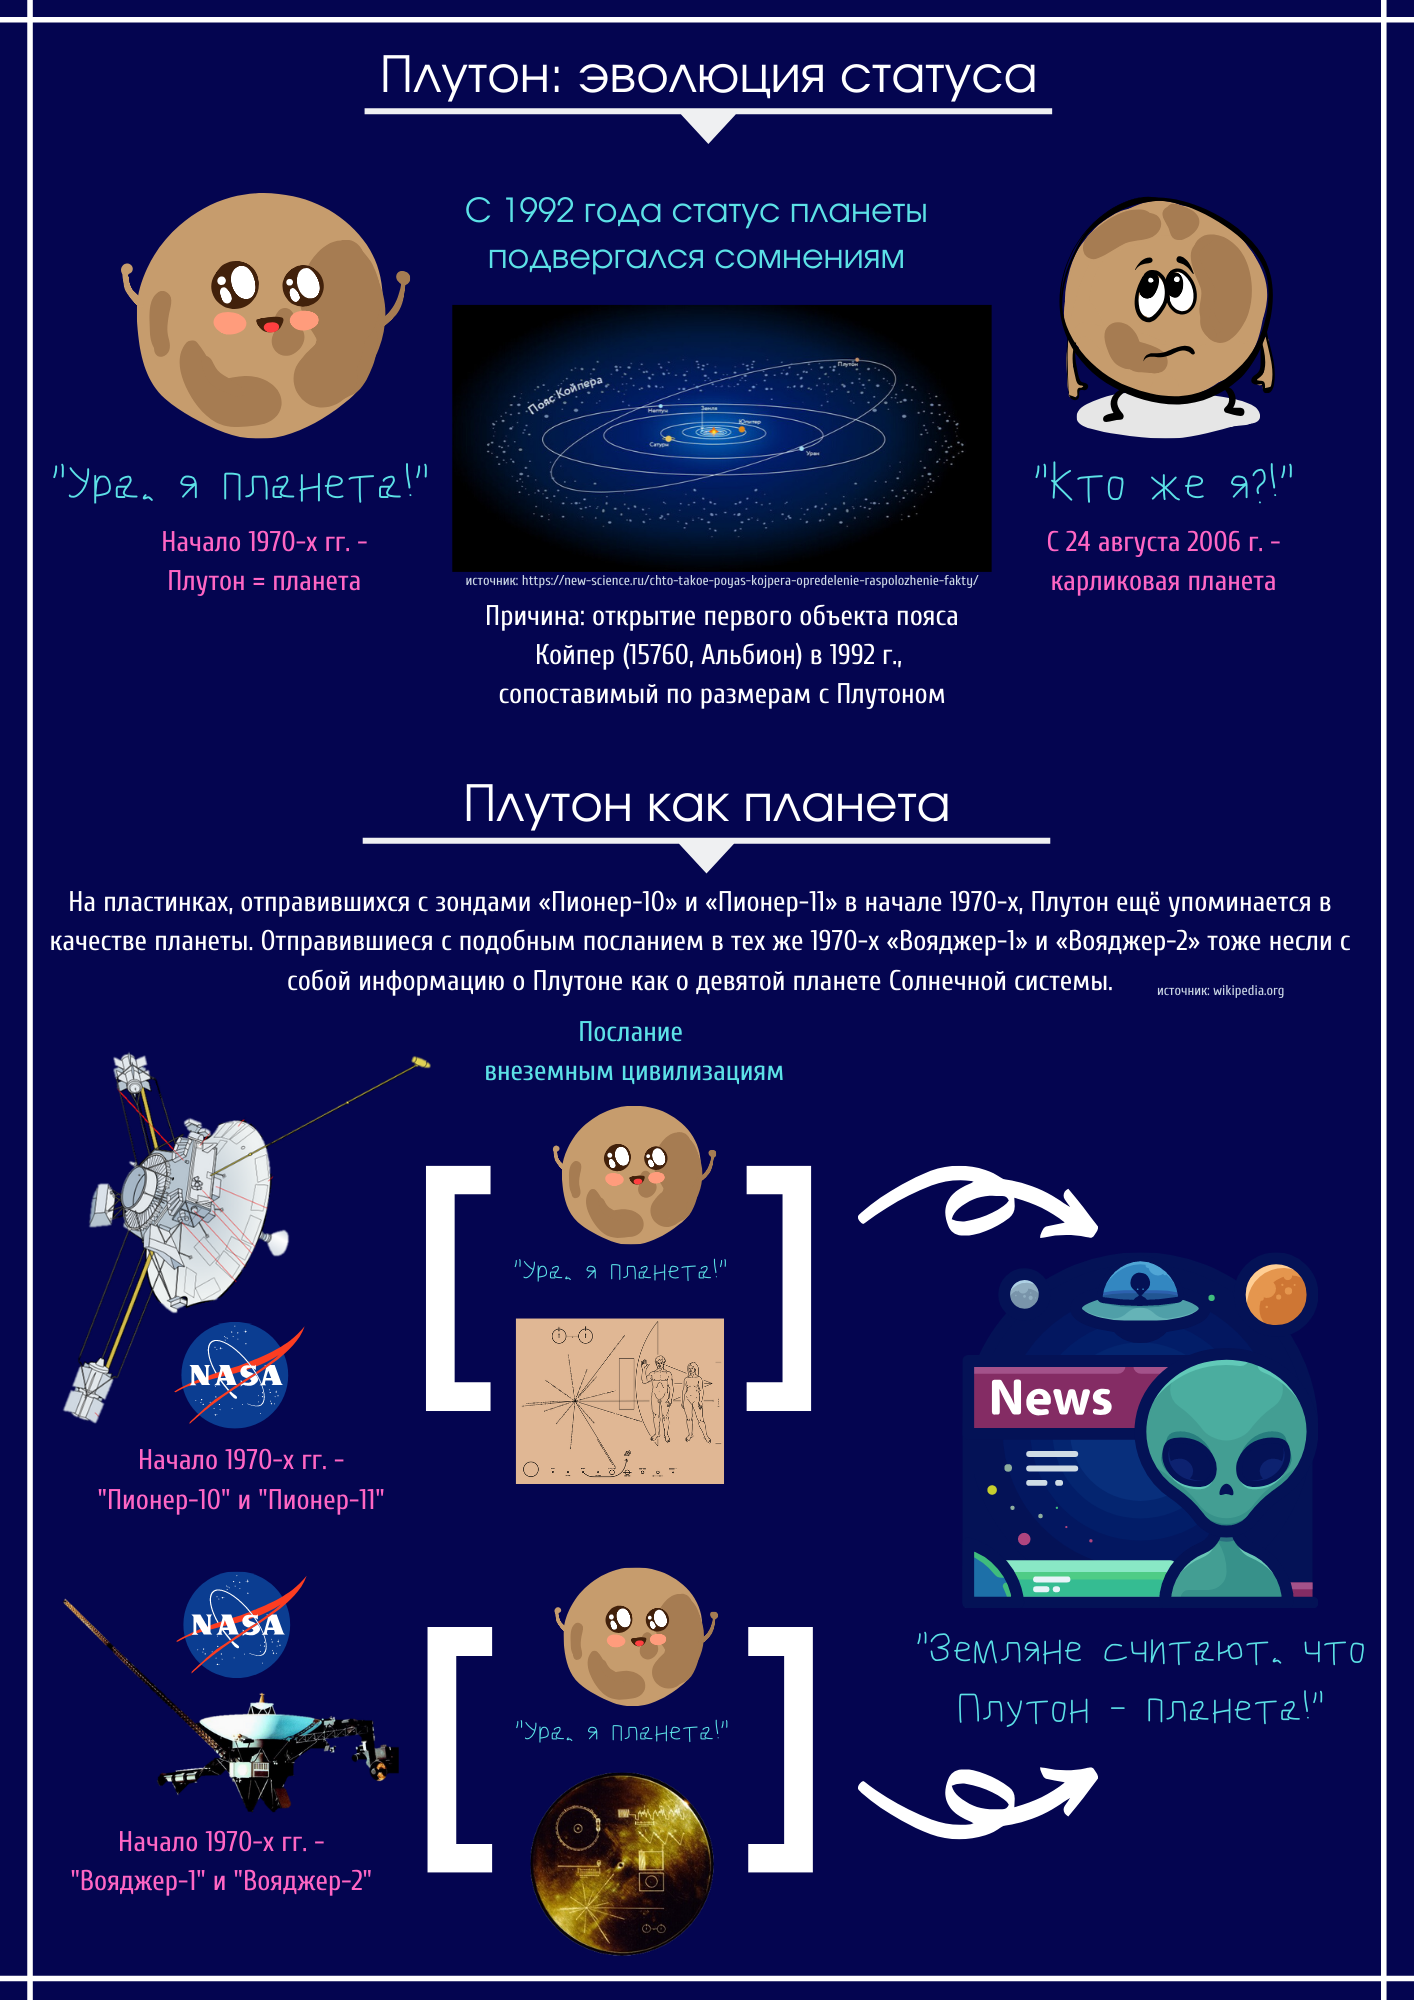 Плутон: эволюция статуса
С 1992 года статус планеты
подвергался сомнениям
Пояс Койпера
Плутон
Нептун
Земля
Юпитер
Сатурн
Уран
"Ура, я планета!"
Начало 1970-х гг. -
Плутон = планета
"Кто же я?!"
С 24 августа 2006 г. -
карликовая планета
источник: https://new-science.ru/chto-takoe-poyas-kojpera-opredelenie-raspolozhenie-fakty/
Причина: открытие первого объекта пояса
Койпер (15760, Альбион) в 1992 г.,
сопоставимый по размерам с Плутоном
Плутон как планета
На пластинках, отправившихся с зондами «Пионер-10» и «Пионер-11» в начале 1970-х, Плутон ещё упоминается в
качестве планеты. Отправившиеся с подобным посланием в тех же 1970-х «Вояджер-1» и «Вояджер-2» тоже несли с
собой информацию о Плутоне как о девятой планете Солнечной системы.
источник: wikipedia.org
Послание
внеземным цивилизациям
"Ура, я планета!"
NASA
Начало 1970-х гг. -
"Пионер-10" и "Пионер-11"
News
NASA
"Ура, я планета!"
Начало 1970-х гг. -
"Вояджер-1" и "Вояджер-2"
"Земляне считают, что
Плутон - планета!"